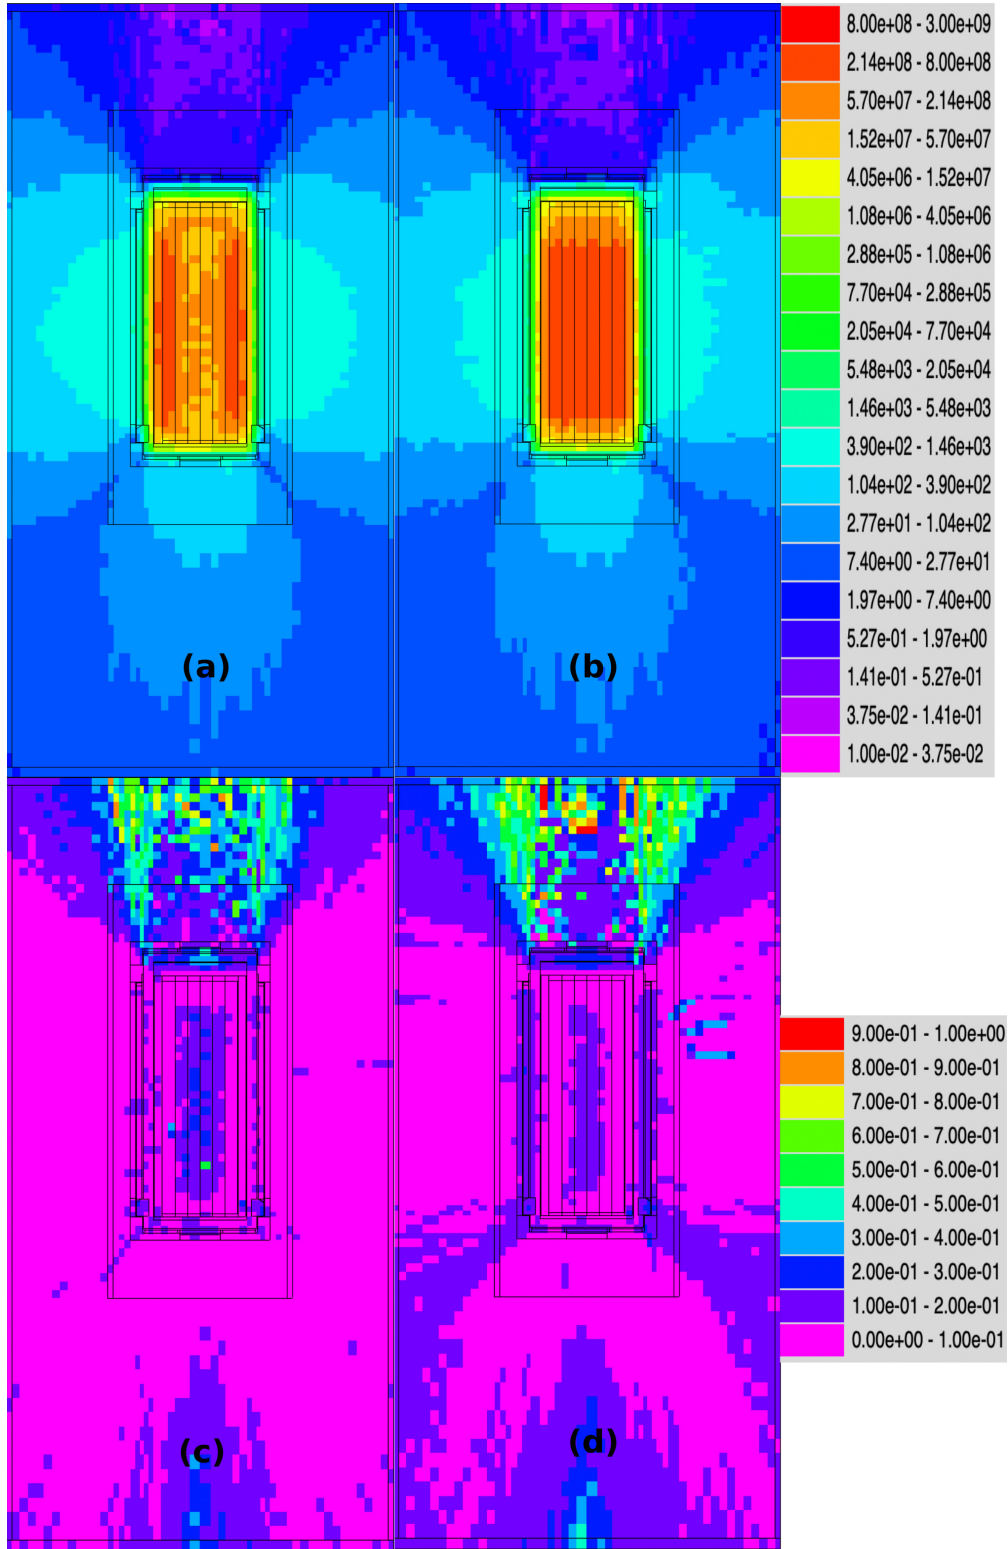 8.00e+08 - 3.00e+09
2.14e+08 - 8.00e+08
5.70e+07 - 2.14e+08
1.52e+07 - 5.70e+07
4.05e+06 - 1.52e+07
1.08e+06 - 4.05e+06
2.88e+05 - 1.08e+06
7.70e+04 - 2.88e+05
2.05e+04 - 7.70e+04
5.48e+03 - 2.05e+04
1.46e+03 - 5.48e+03
3.90e+02 - 1.46e+03
1.04e+02 - 3.90e+02
2.77e+01 - 1.04e+02
7.40e+00 - 2.77e+01
1.97e+00 - 7.40e+00
5.27e-01 - 1.97e+00
1.41e-01 - 5.27e-01
3.75e-02 - 1.41e-01
1.00e-02 - 3.75e-02
(a)
(b)
9.00e-01 - 1.00e+00
8.00e-01 - 9.00e-01
7.00e-01 - 8.00e-01
6.00e-01 - 7.00e-01
5.00e-01 - 6.00e-01
4.00e-01 - 5.00e-01
3.00e-01 - 4.00e-01
2.00e-01 - 3.00e-01
1.00e-01 - 2.00e-01
0.00e+00 - 1.00e-01
(c)
(d)